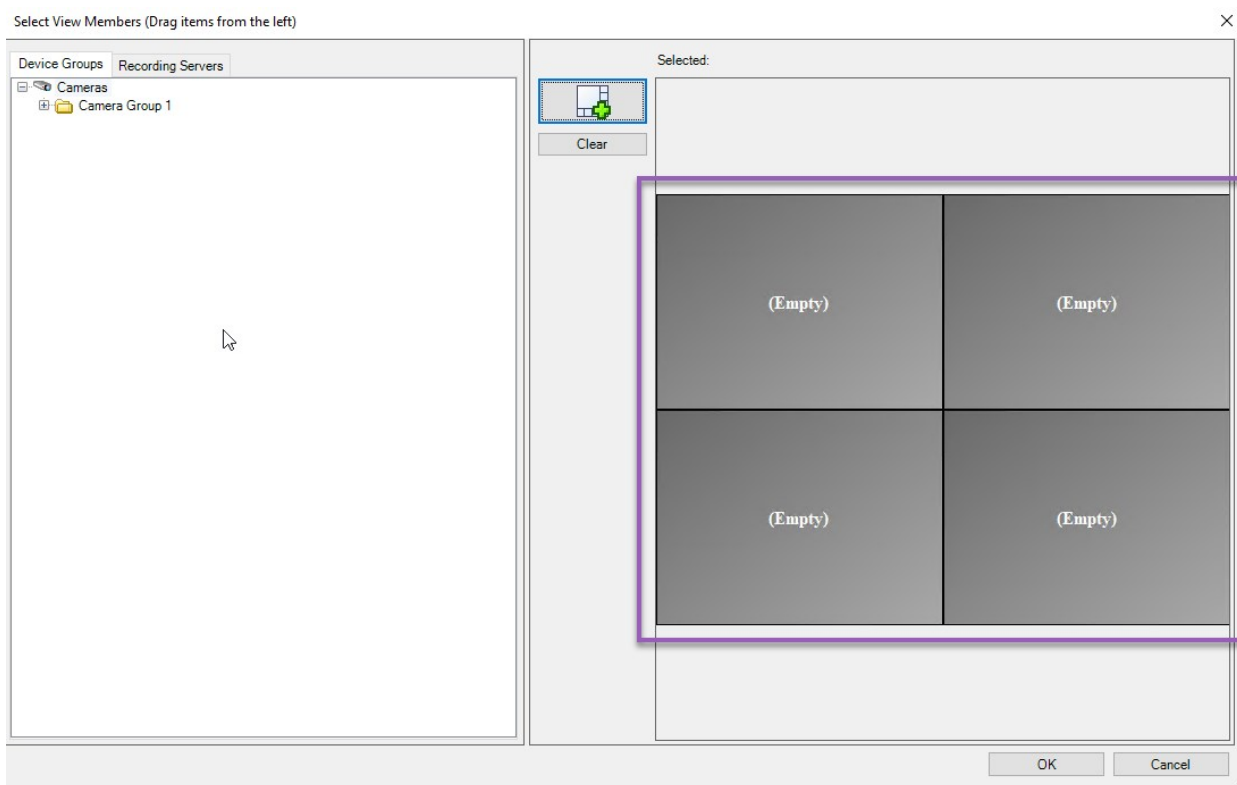 Select View Members (Drag items from the left)
Device Groups
Recording Servers
Cameras
Camera Group 1
Selected:
Clear
(Empty)
(Empty)
(Empty)
(Empty)
OK
Cancel